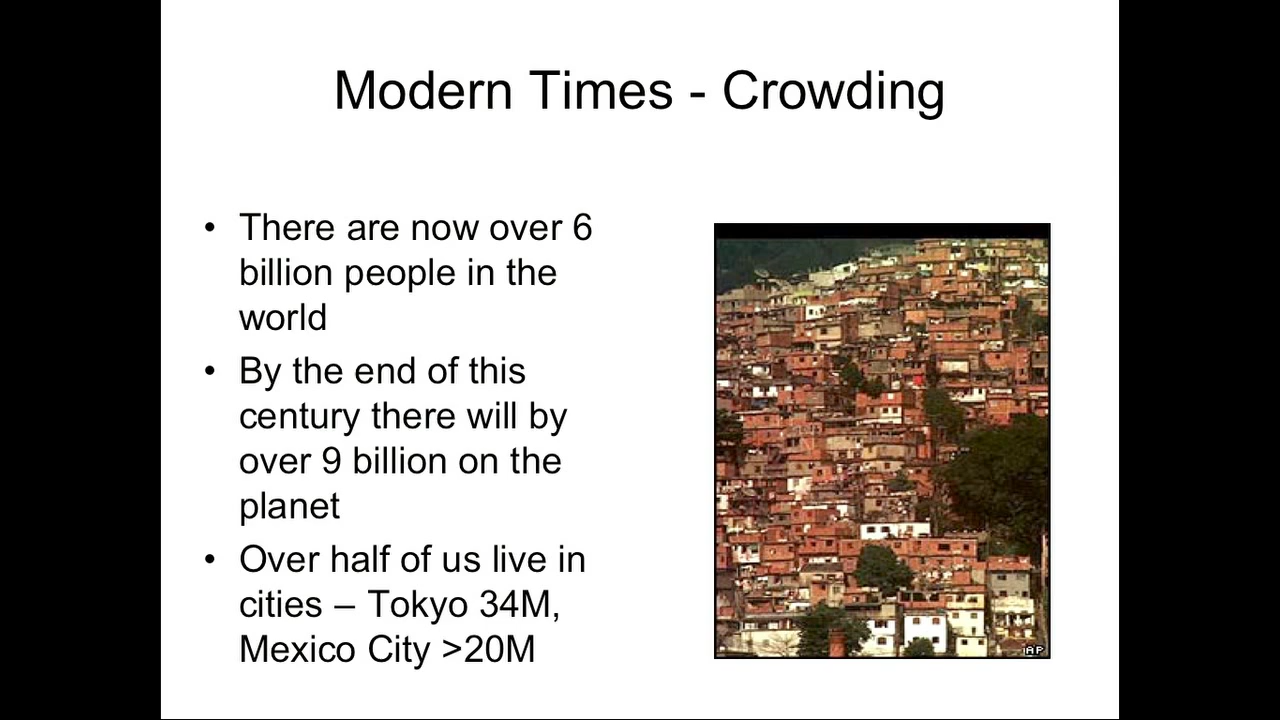 Modern Times - Crowding
• There are now over 6
billion people in the
world
• By the end of this
century there will by
over 9 billion on the
planet
• Over half of us live in
cities – Tokyo 34M,
Mexico City >20M
AP